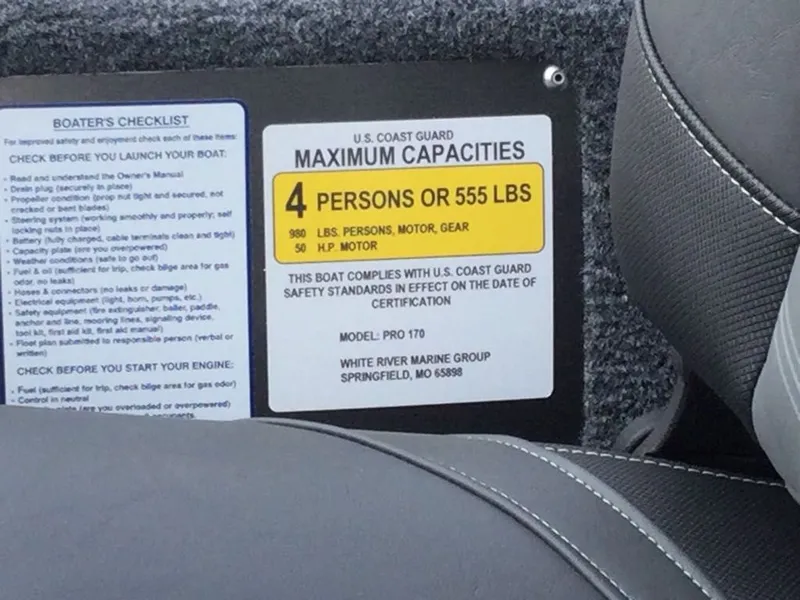 BOATER'S CHECKLIST
For improved safety and enjoyment check each of these items:
CHECK BEFORE YOU LAUNCH YOUR BOAT:
• Read and understand the Owner's Manual
• Drain plug (securely in place)
• Propeller condition (prop nut tight and secured, not
cracked or bent blades)
• Steering system (working smoothly and properly; self
locking nuts in place)
• Battery (fully charged, cable terminals clean and tight)
• Capacity plate (are you overpowered)
• Weather conditions (safe to go out)
• Fuel & oil (sufficient for trip, check bilge area for gas
odor, no leaks)
• Hoses & connectors (no leaks or damage)
• Electrical equipment (light, horn, pumps, etc.)
• Safety equipment (fire extinguisher, bailer, paddle,
anchor and line, mooring lines, signaling device,
tool kit, first aid kit, first aid manual)
• Float plan submitted to responsible person (verbal or
written)
CHECK BEFORE YOU START YOUR ENGINE:
• Fuel (sufficient for trip, check bilge area for gas odor)
• Control in neutral
(are you overloaded or overpowered)
U.S. COAST GUARD
MAXIMUM CAPACITIES
4 PERSONS OR 555 LBS
980 LBS. PERSONS, MOTOR, GEAR
50 H.P. MOTOR
THIS BOAT COMPLIES WITH U.S. COAST GUARD
SAFETY STANDARDS IN EFFECT ON THE DATE OF
CERTIFICATION
MODEL: PRO 170
WHITE RIVER MARINE GROUP
SPRINGFIELD, MO 65898